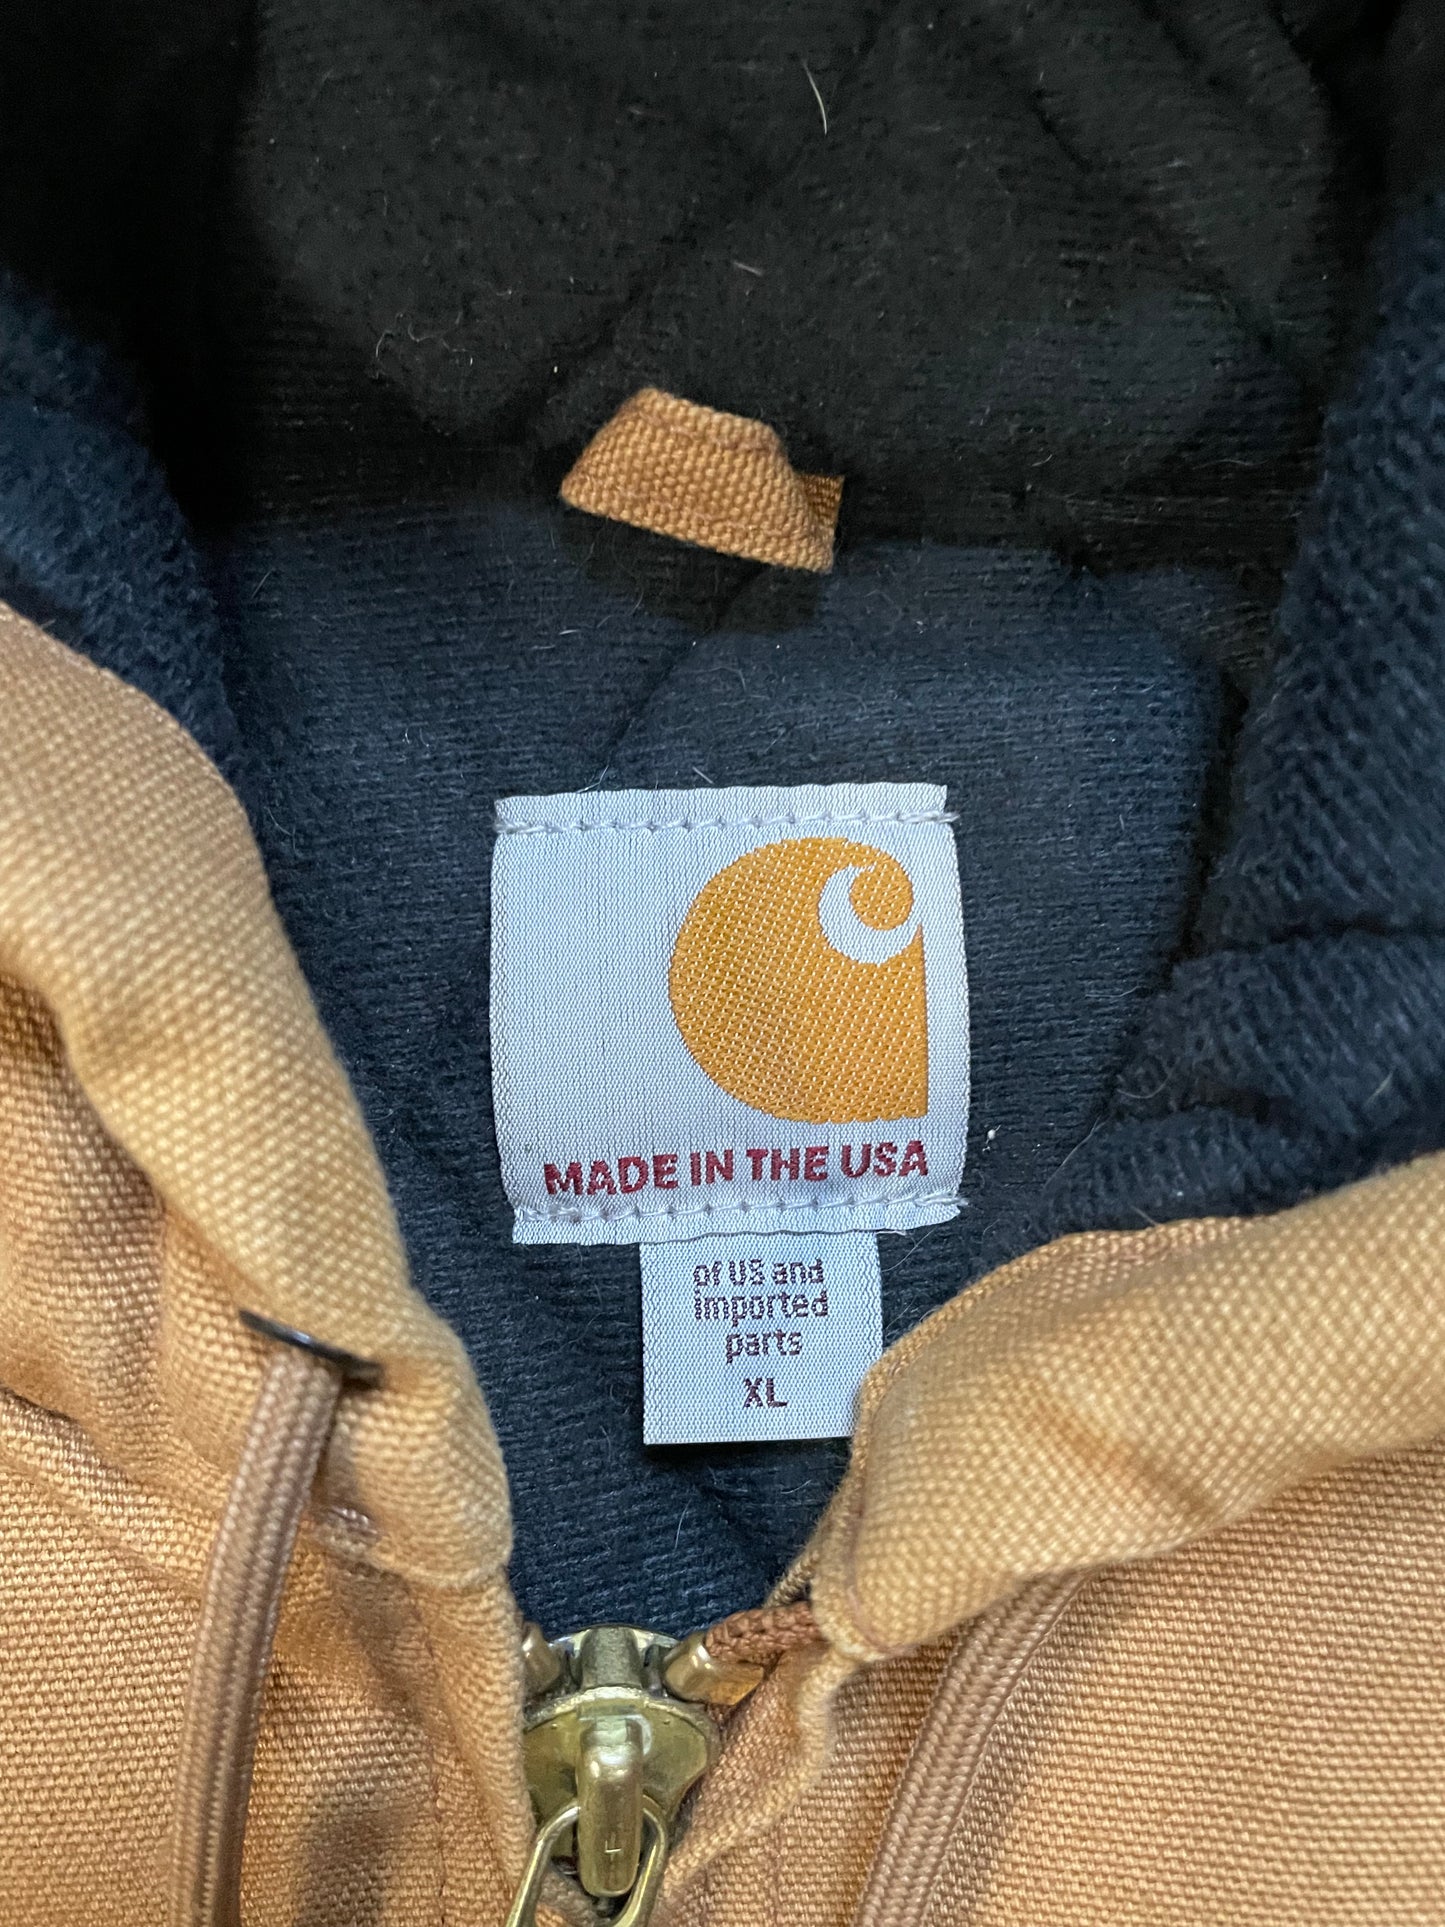 MADE IN THE USA
of US and
imported
parts
XL